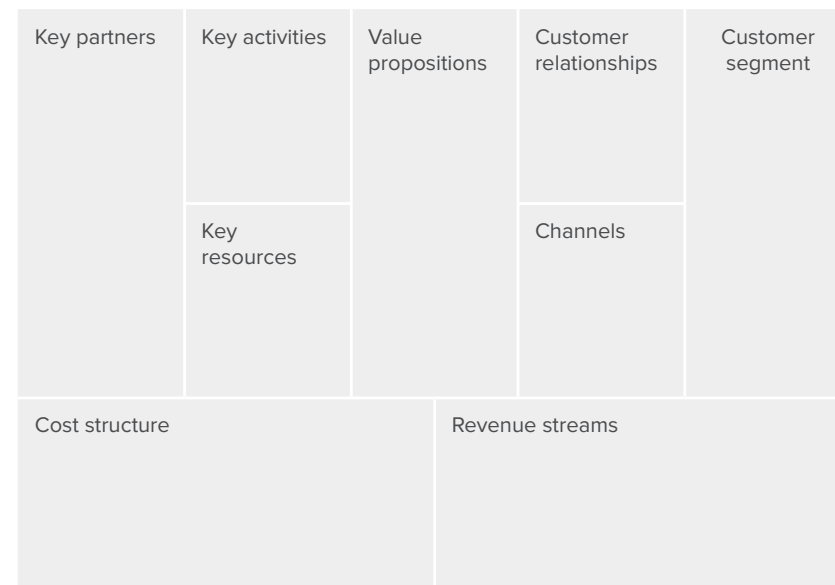 Key partners
Key activities
Value
propositions
Customer
relationships
Customer
segment
Key
resources
Channels
Cost structure
Revenue streams